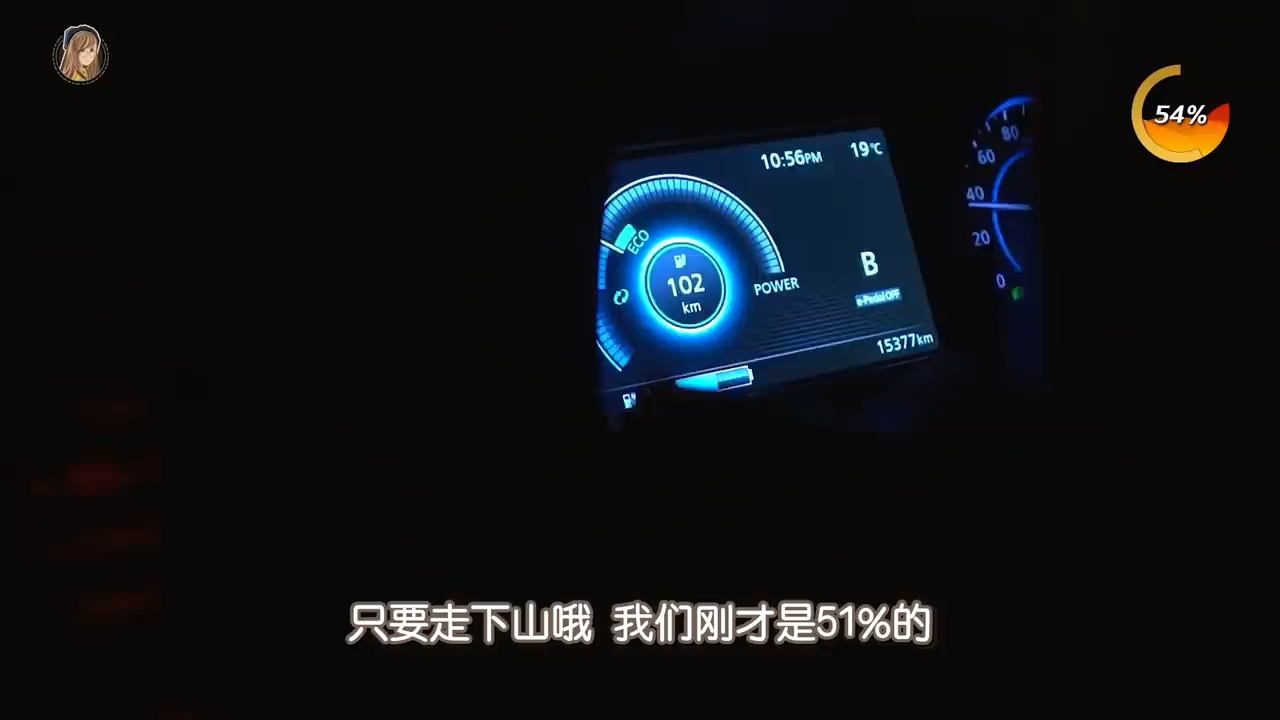 54%
10:56PM 19℃
80
60
40
20
0
ECO
102
km
POWER
B
e-Pedal OFF
15377km
只要走下山哦 我们刚才是51%的